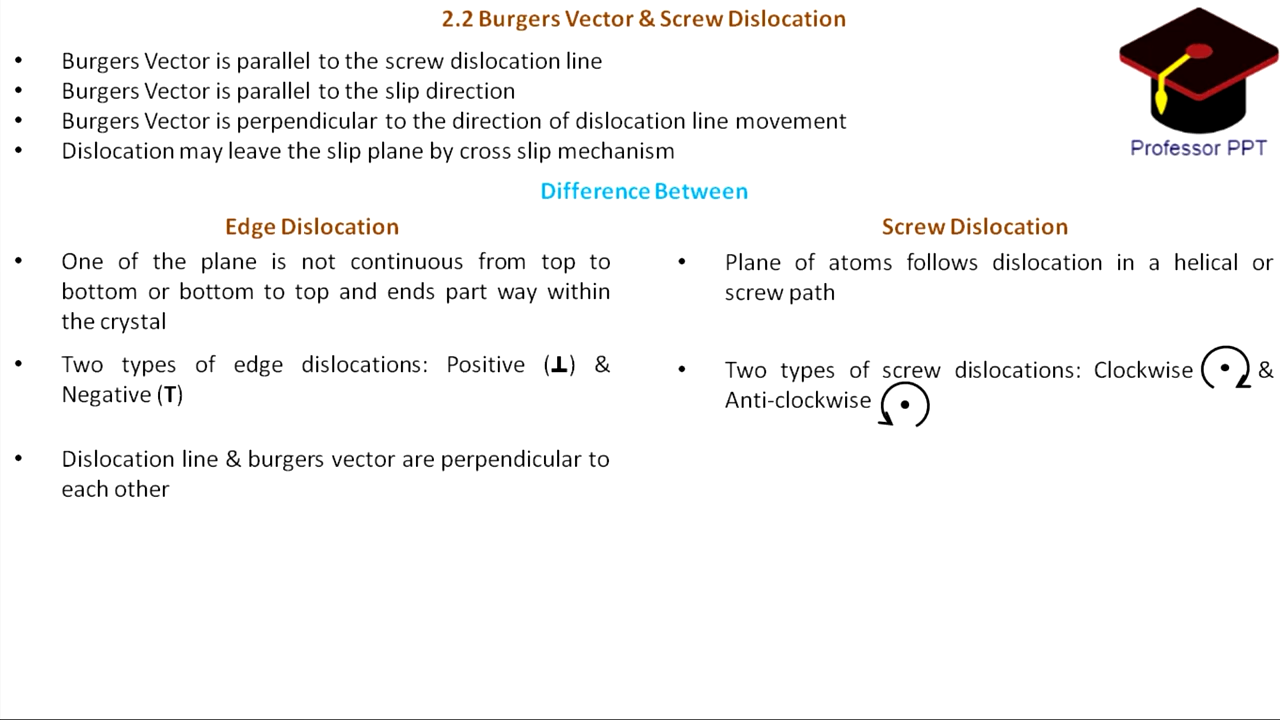 2.2 Burgers Vector & Screw Dislocation
• Burgers Vector is parallel to the screw dislocation line
• Burgers Vector is parallel to the slip direction
• Burgers Vector is perpendicular to the direction of dislocation line movement
• Dislocation may leave the slip plane by cross slip mechanism
Professor PPT
Difference Between
Edge Dislocation
• One of the plane is not continuous from top to
bottom or bottom to top and ends part way within
the crystal
• Two types of edge dislocations: Positive (⊥) &
Negative (T)
• Dislocation line & burgers vector are perpendicular to
each other
Screw Dislocation
• Plane of atoms follows dislocation in a helical or
screw path
• Two types of screw dislocations: Clockwise &
Anti-clockwise